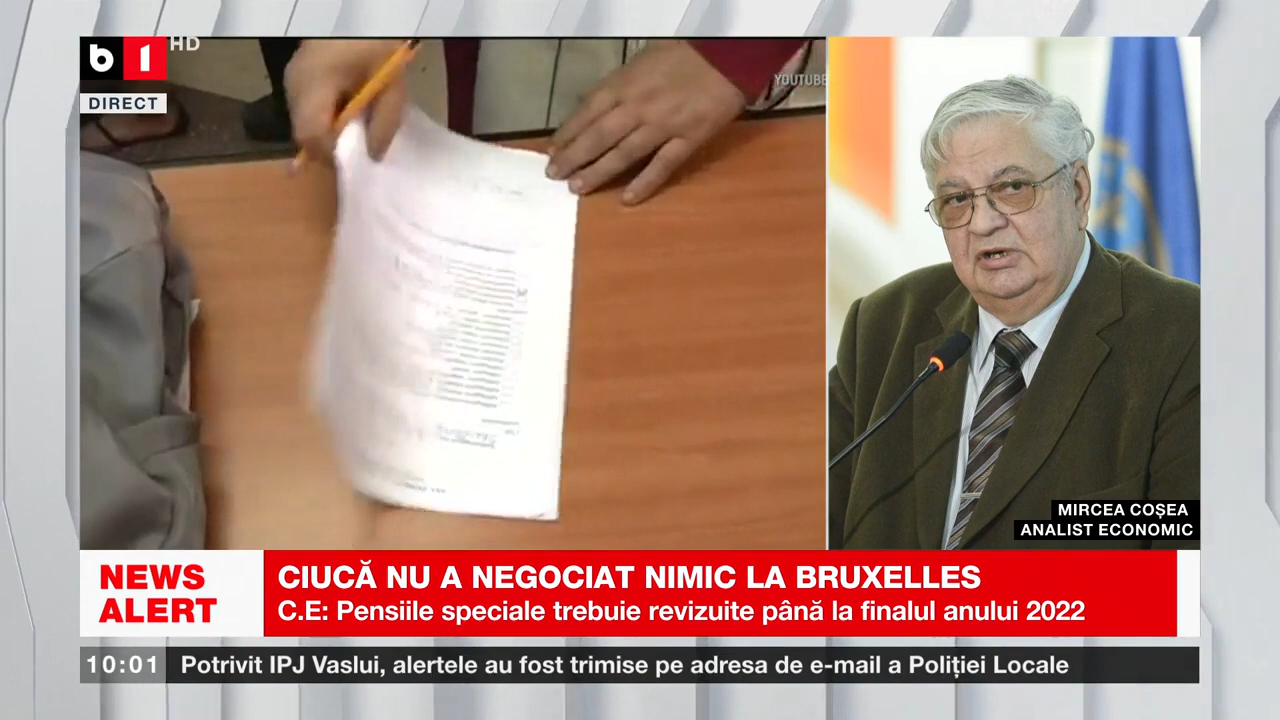 b1
HD
DIRECT
YOUTUBE
MIRCEA COȘEA
ANALIST ECONOMIC
NEWS
ALERT
CIUCĂ NU A NEGOCIAT NIMIC LA BRUXELLES
C.E: Pensiile speciale trebuie revizuite până la finalul anului 2022
10:01 Potrivit IPJ Vaslui, alertele au fost trimise pe adresa de e-mail a Poliției Locale